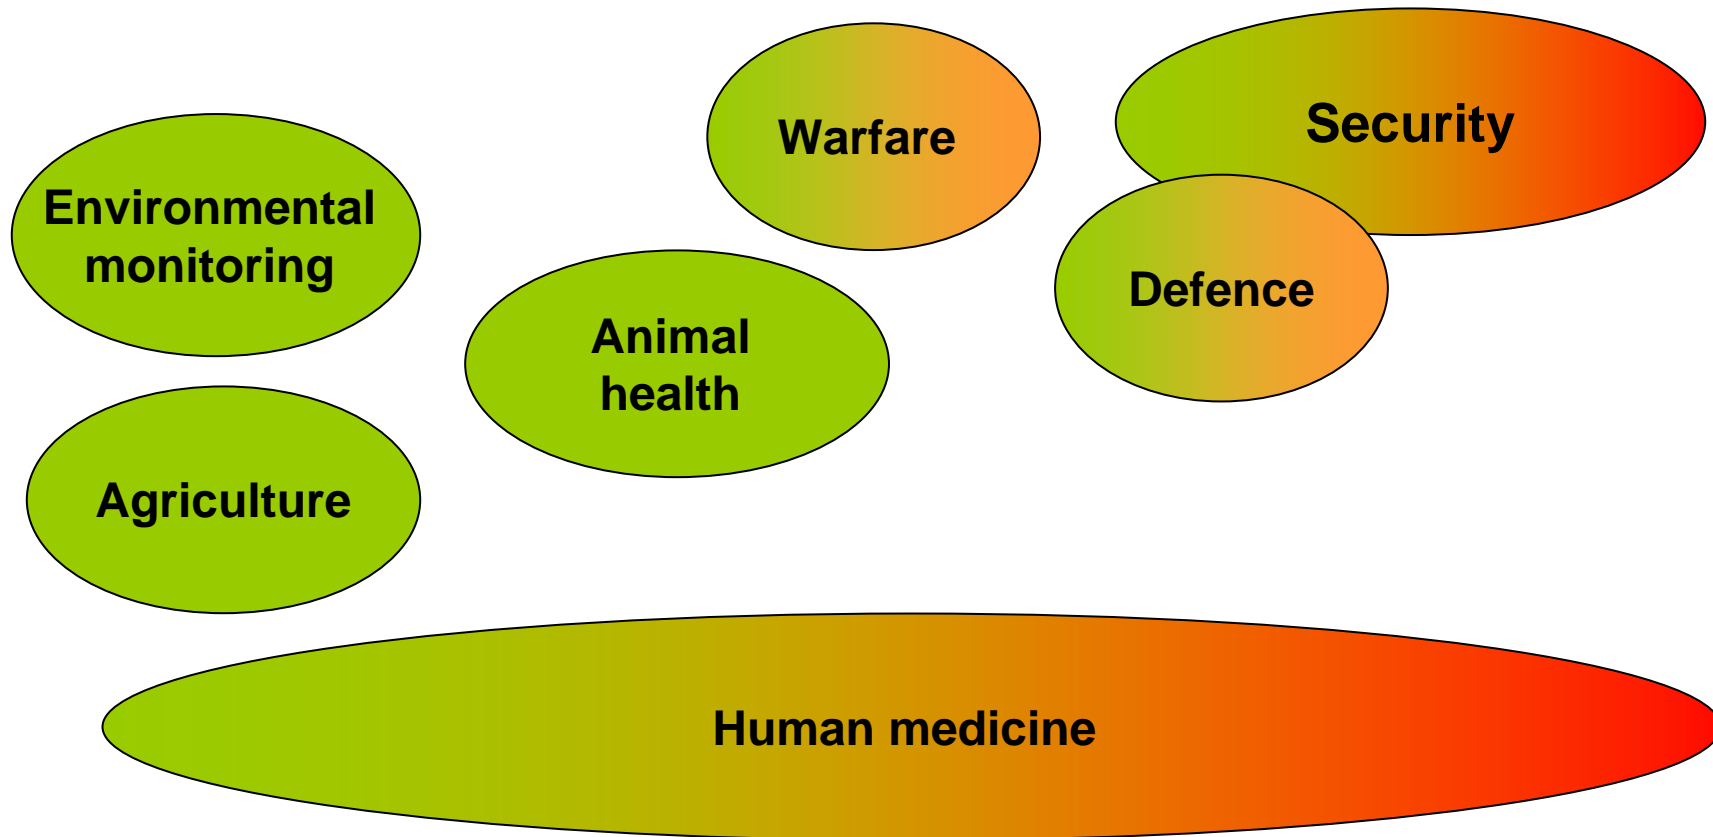 Warfare
Security
Environmental
monitoring
Defence
Animal
health
Agriculture
Human medicine